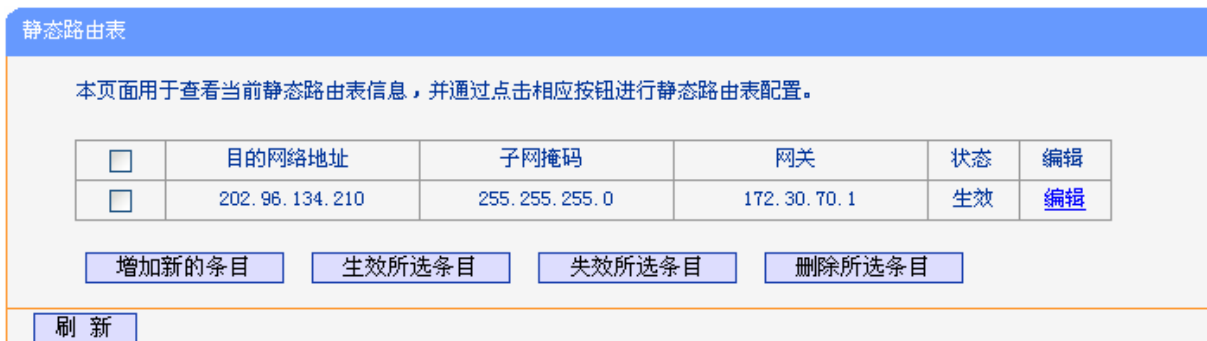 静态路由表
本页面用于查看当前静态路由表信息，并通过点击相应按钮进行静态路由表配置。
目的网络地址 子网掩码 网关 状态 编辑
202.96.134.210 255.255.255.0 172.30.70.1 生效 编辑
增加新的条目 生效所选条目 失效所选条目 删除所选条目
刷 新